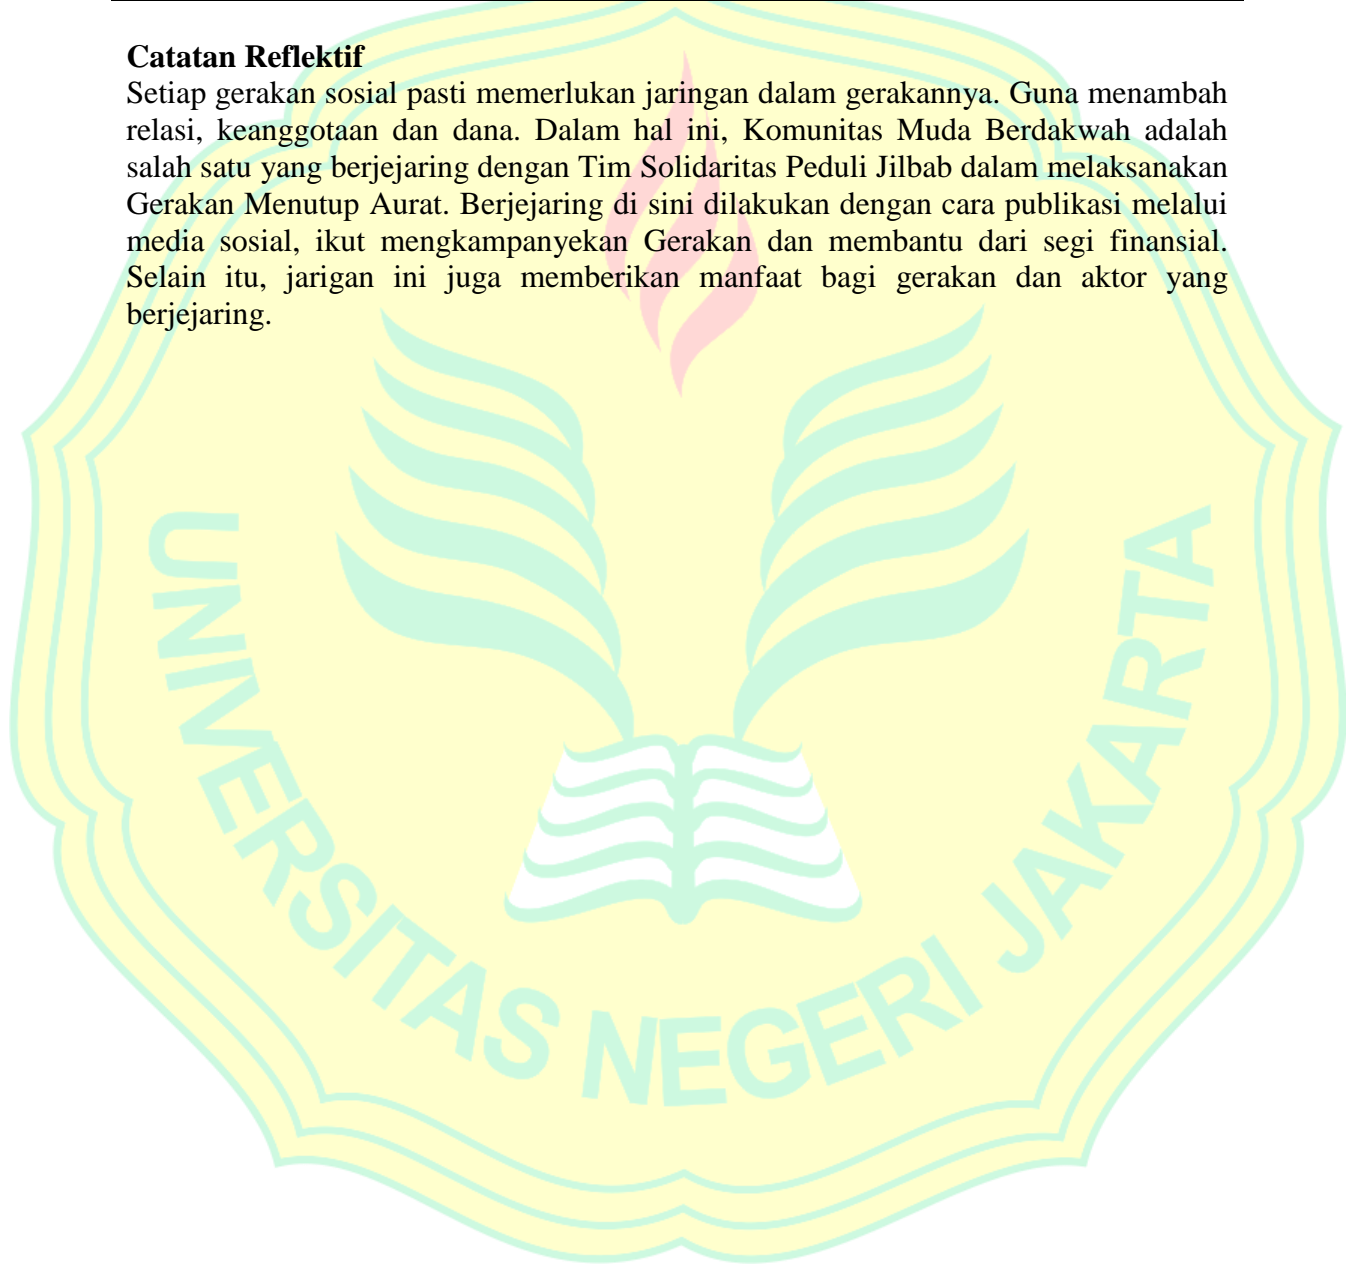 Catatan Reflektif
Setiap gerakan sosial pasti memerlukan jaringan dalam gerakannya. Guna menambah
relasi, keanggotaan dan dana. Dalam hal ini, Komunitas Muda Berdakwah adalah
salah satu yang berjejaring dengan Tim Solidaritas Peduli Jilbab dalam melaksanakan
Gerakan Menutup Aurat. Berjejaring di sini dilakukan dengan cara publikasi melalui
media sosial, ikut mengkampanyekan Gerakan dan membantu dari segi finansial.
Selain itu, jarigan ini juga memberikan manfaat bagi gerakan dan aktor yang
berjejaring.
UNIVERSITAS NEGERI JAKARTA